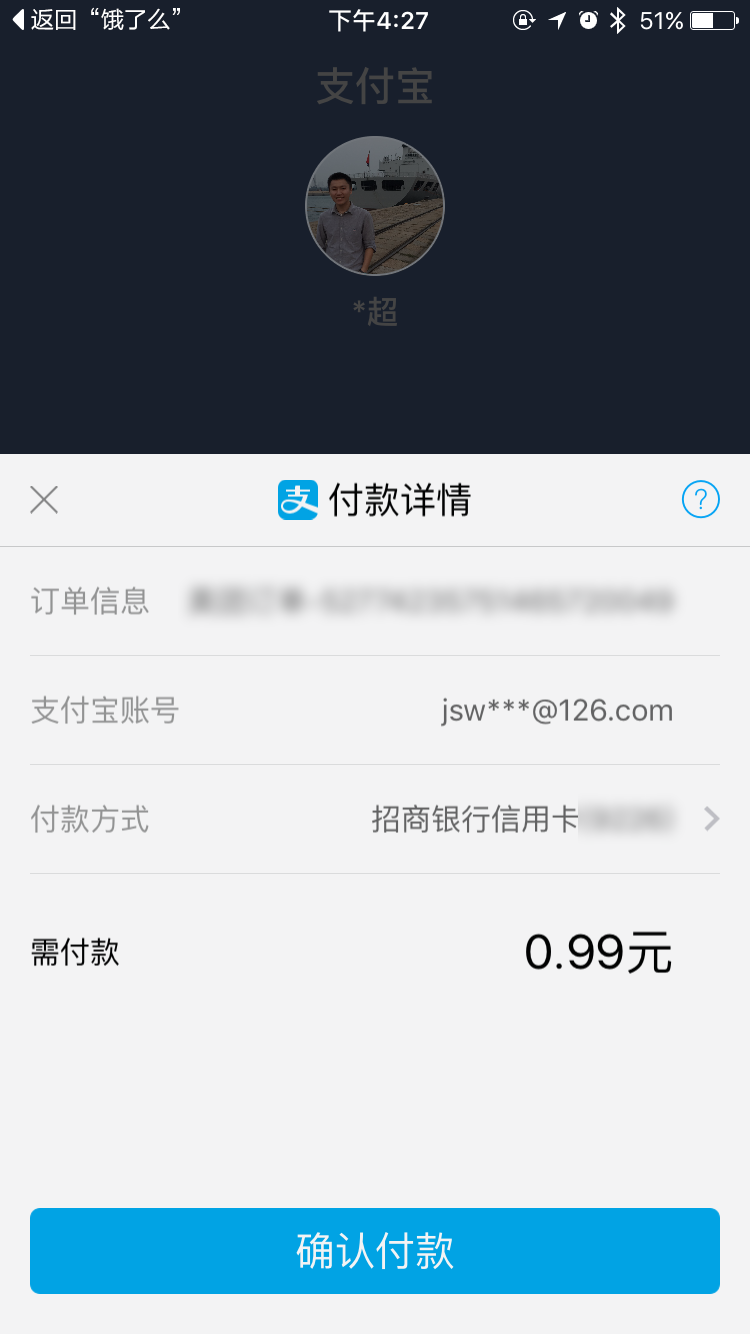 返回“饿了么”
下午4:27
51%
支付宝
*超
支 付款详情
?
订单信息
支付宝账号 jsw***@126.com
付款方式 招商银行信用卡
需付款 0.99元
确认付款